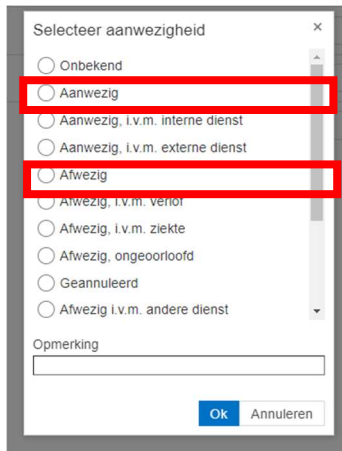 Selecteer aanwezigheid
Onbekend
Aanwezig
Aanwezig, i.v.m. interne dienst
Aanwezig, i.v.m. externe dienst
Afwezig
Afwezig, i.v.m. verlof
Afwezig, i.v.m. ziekte
Afwezig, ongeoorloofd
Geannuleerd
Afwezig i.v.m. andere dienst
Opmerking
Ok Annuleren